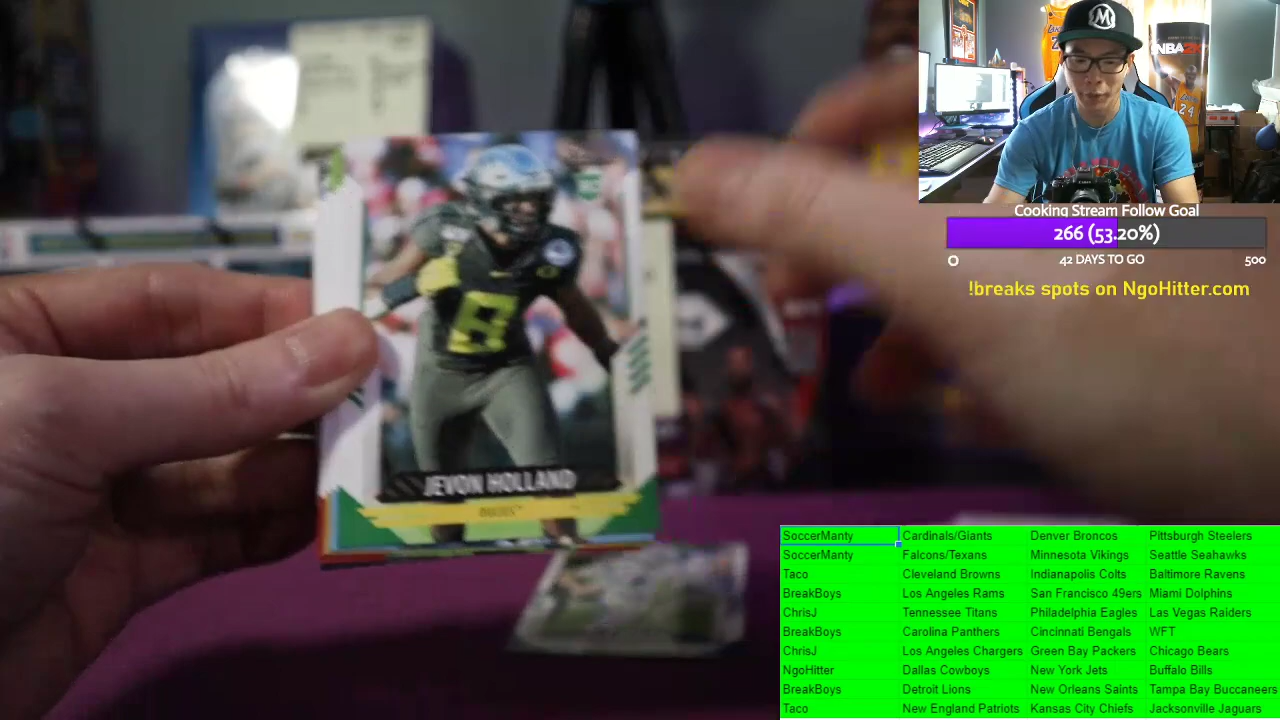 NBA2K
24
Cooking Stream Follow Goal
266 (53.20%)
0 42 DAYS TO GO 500
!breaks spots on NgoHitter.com
8
JEVON HOLLAND
DUCKS
SoccerManty Cardinals/Giants Denver Broncos Pittsburgh Steelers
SoccerManty Falcons/Texans Minnesota Vikings Seattle Seahawks
Taco Cleveland Browns Indianapolis Colts Baltimore Ravens
BreakBoys Los Angeles Rams San Francisco 49ers Miami Dolphins
ChrisJ Tennessee Titans Philadelphia Eagles Las Vegas Raiders
BreakBoys Carolina Panthers Cincinnati Bengals WFT
ChrisJ Los Angeles Chargers Green Bay Packers Chicago Bears
NgoHitter Dallas Cowboys New York Jets Buffalo Bills
BreakBoys Detroit Lions New Orleans Saints Tampa Bay Buccaneers
Taco New England Patriots Kansas City Chiefs Jacksonville Jaguars